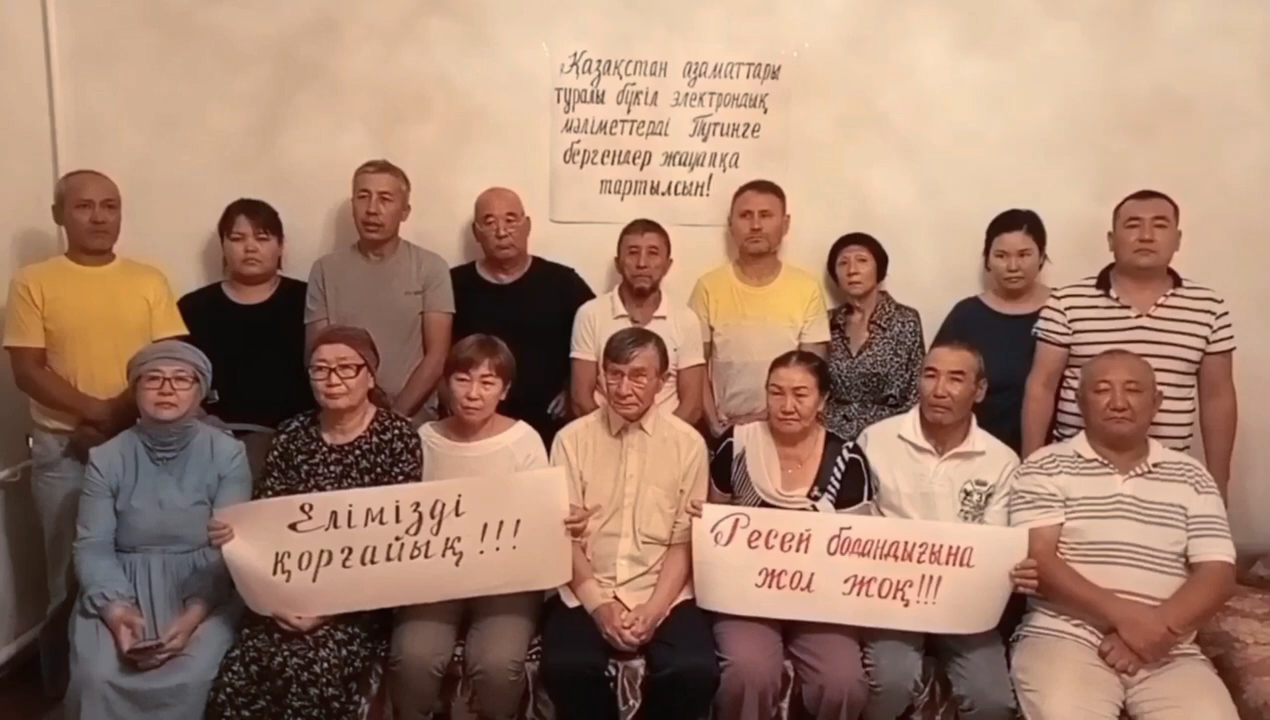 Қазақстан азаматтары
туралы бүкіл электрондық
мәліметтерді Путинге
бергендер жауапқа
тартылсын!
Елімізді
қорғайық!!!
Ресей бодандығына
жол жоқ!!!